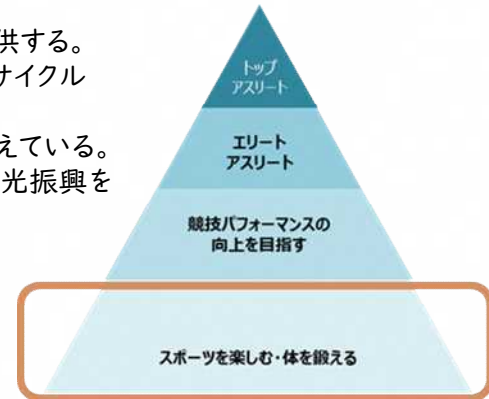 供する。
サイクル
えている。
光振興を
トップ
アスリート
エリート
アスリート
競技パフォーマンスの
向上を目指す
スポーツを楽しむ・体を鍛える